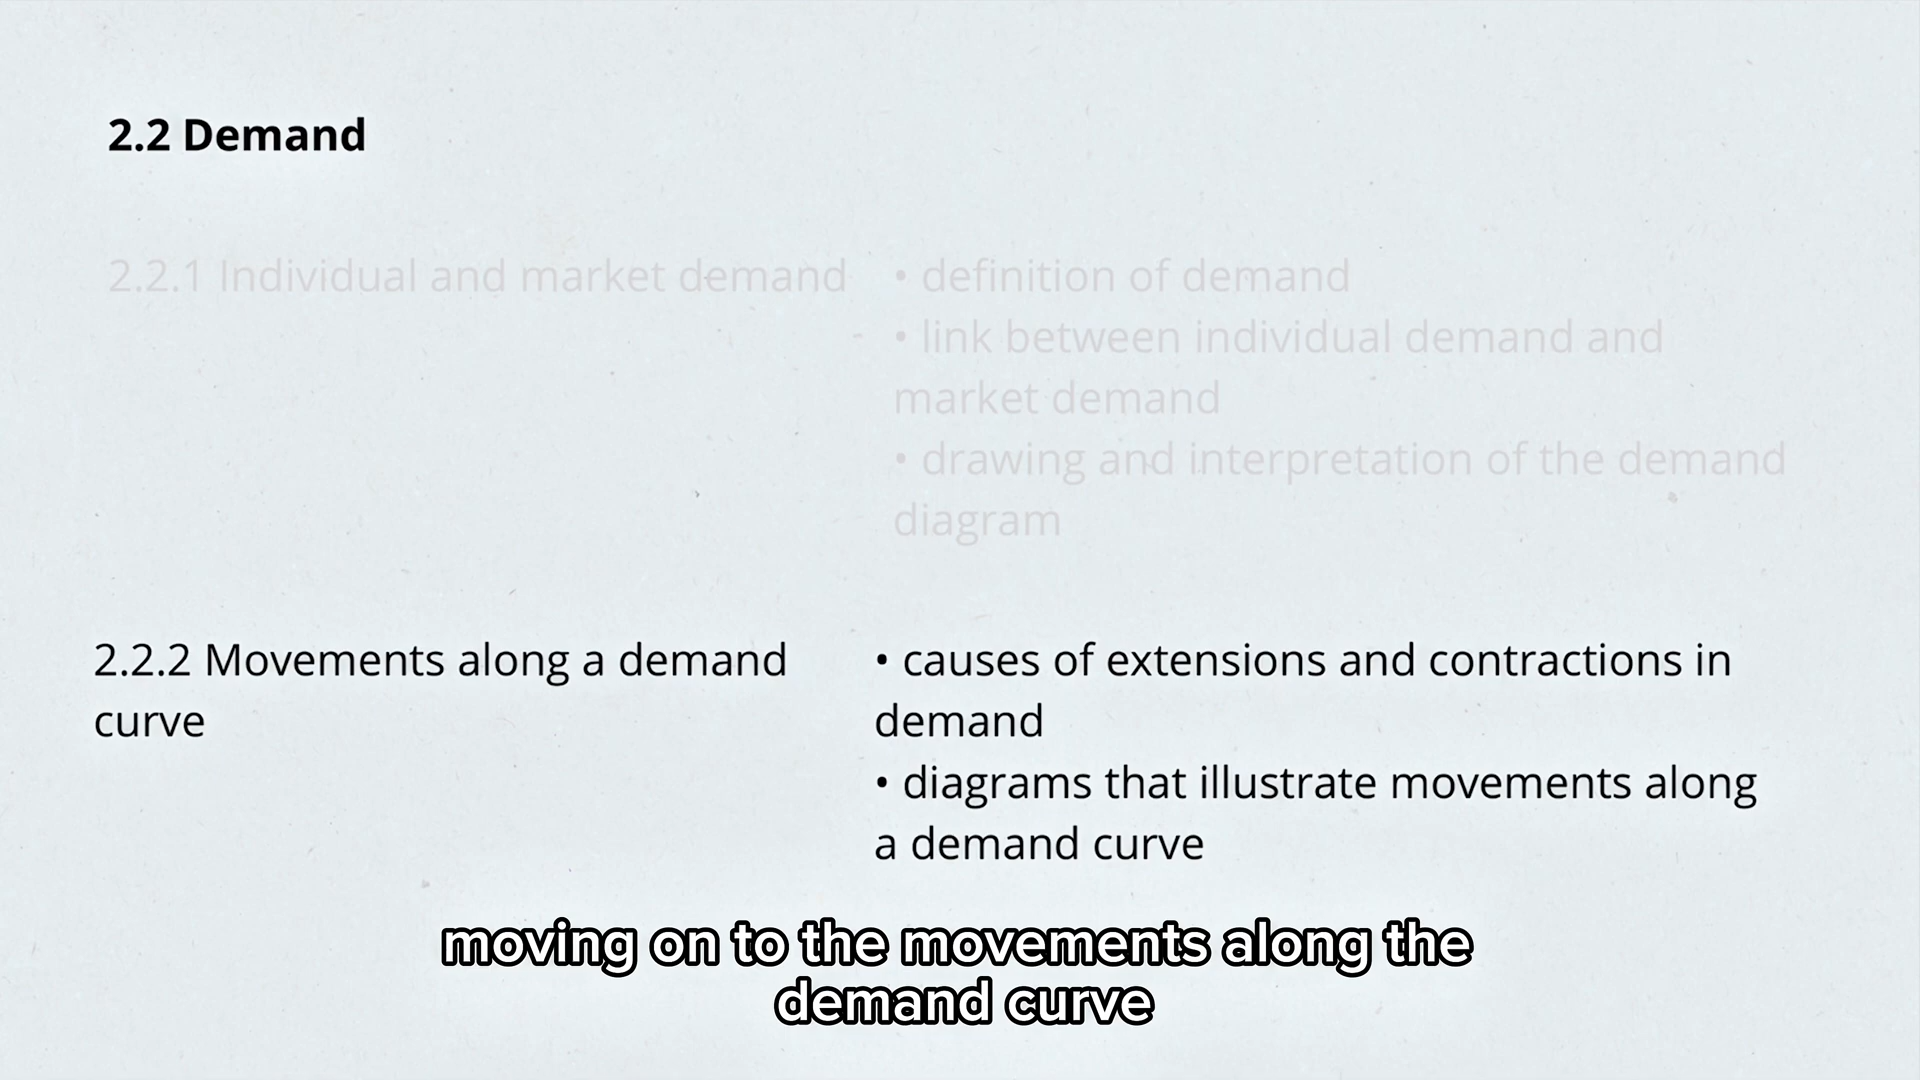 2.2 Demand
2.2.1 Individual and market demand
• definition of demand
• link between individual demand and
market demand
• drawing and interpretation of the demand
diagram
2.2.2 Movements along a demand
curve
• causes of extensions and contractions in
demand
• diagrams that illustrate movements along
a demand curve
moving on to the movements along the
demand curve